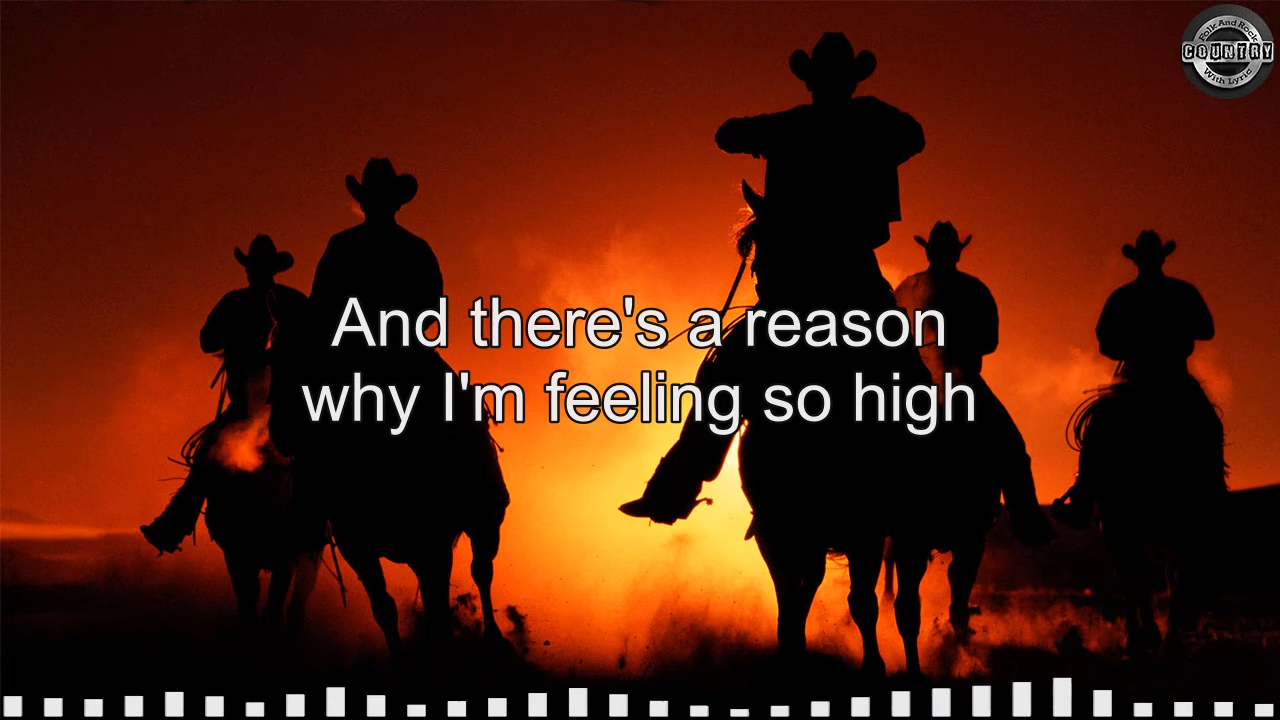 Folk And Rock
COUNTRY
With Lyric
And there's a reason
why I'm feeling so high